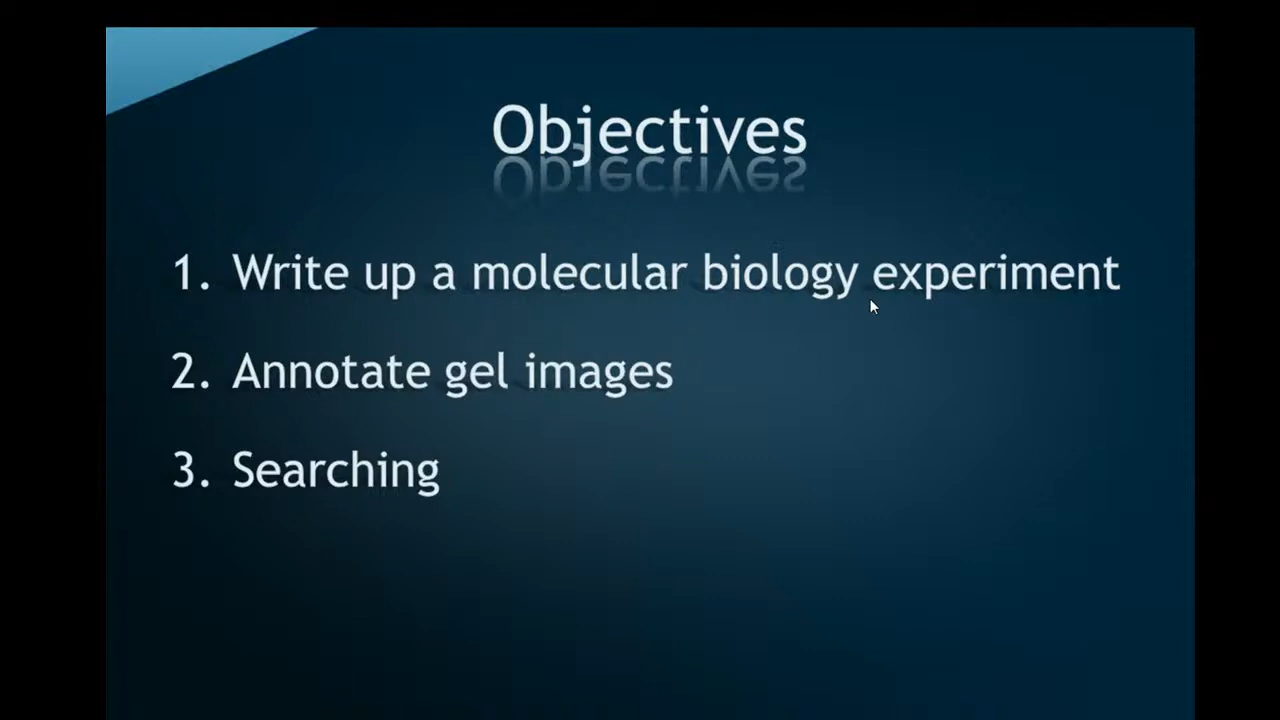 Objectives
1. Write up a molecular biology experiment
2. Annotate gel images
3. Searching